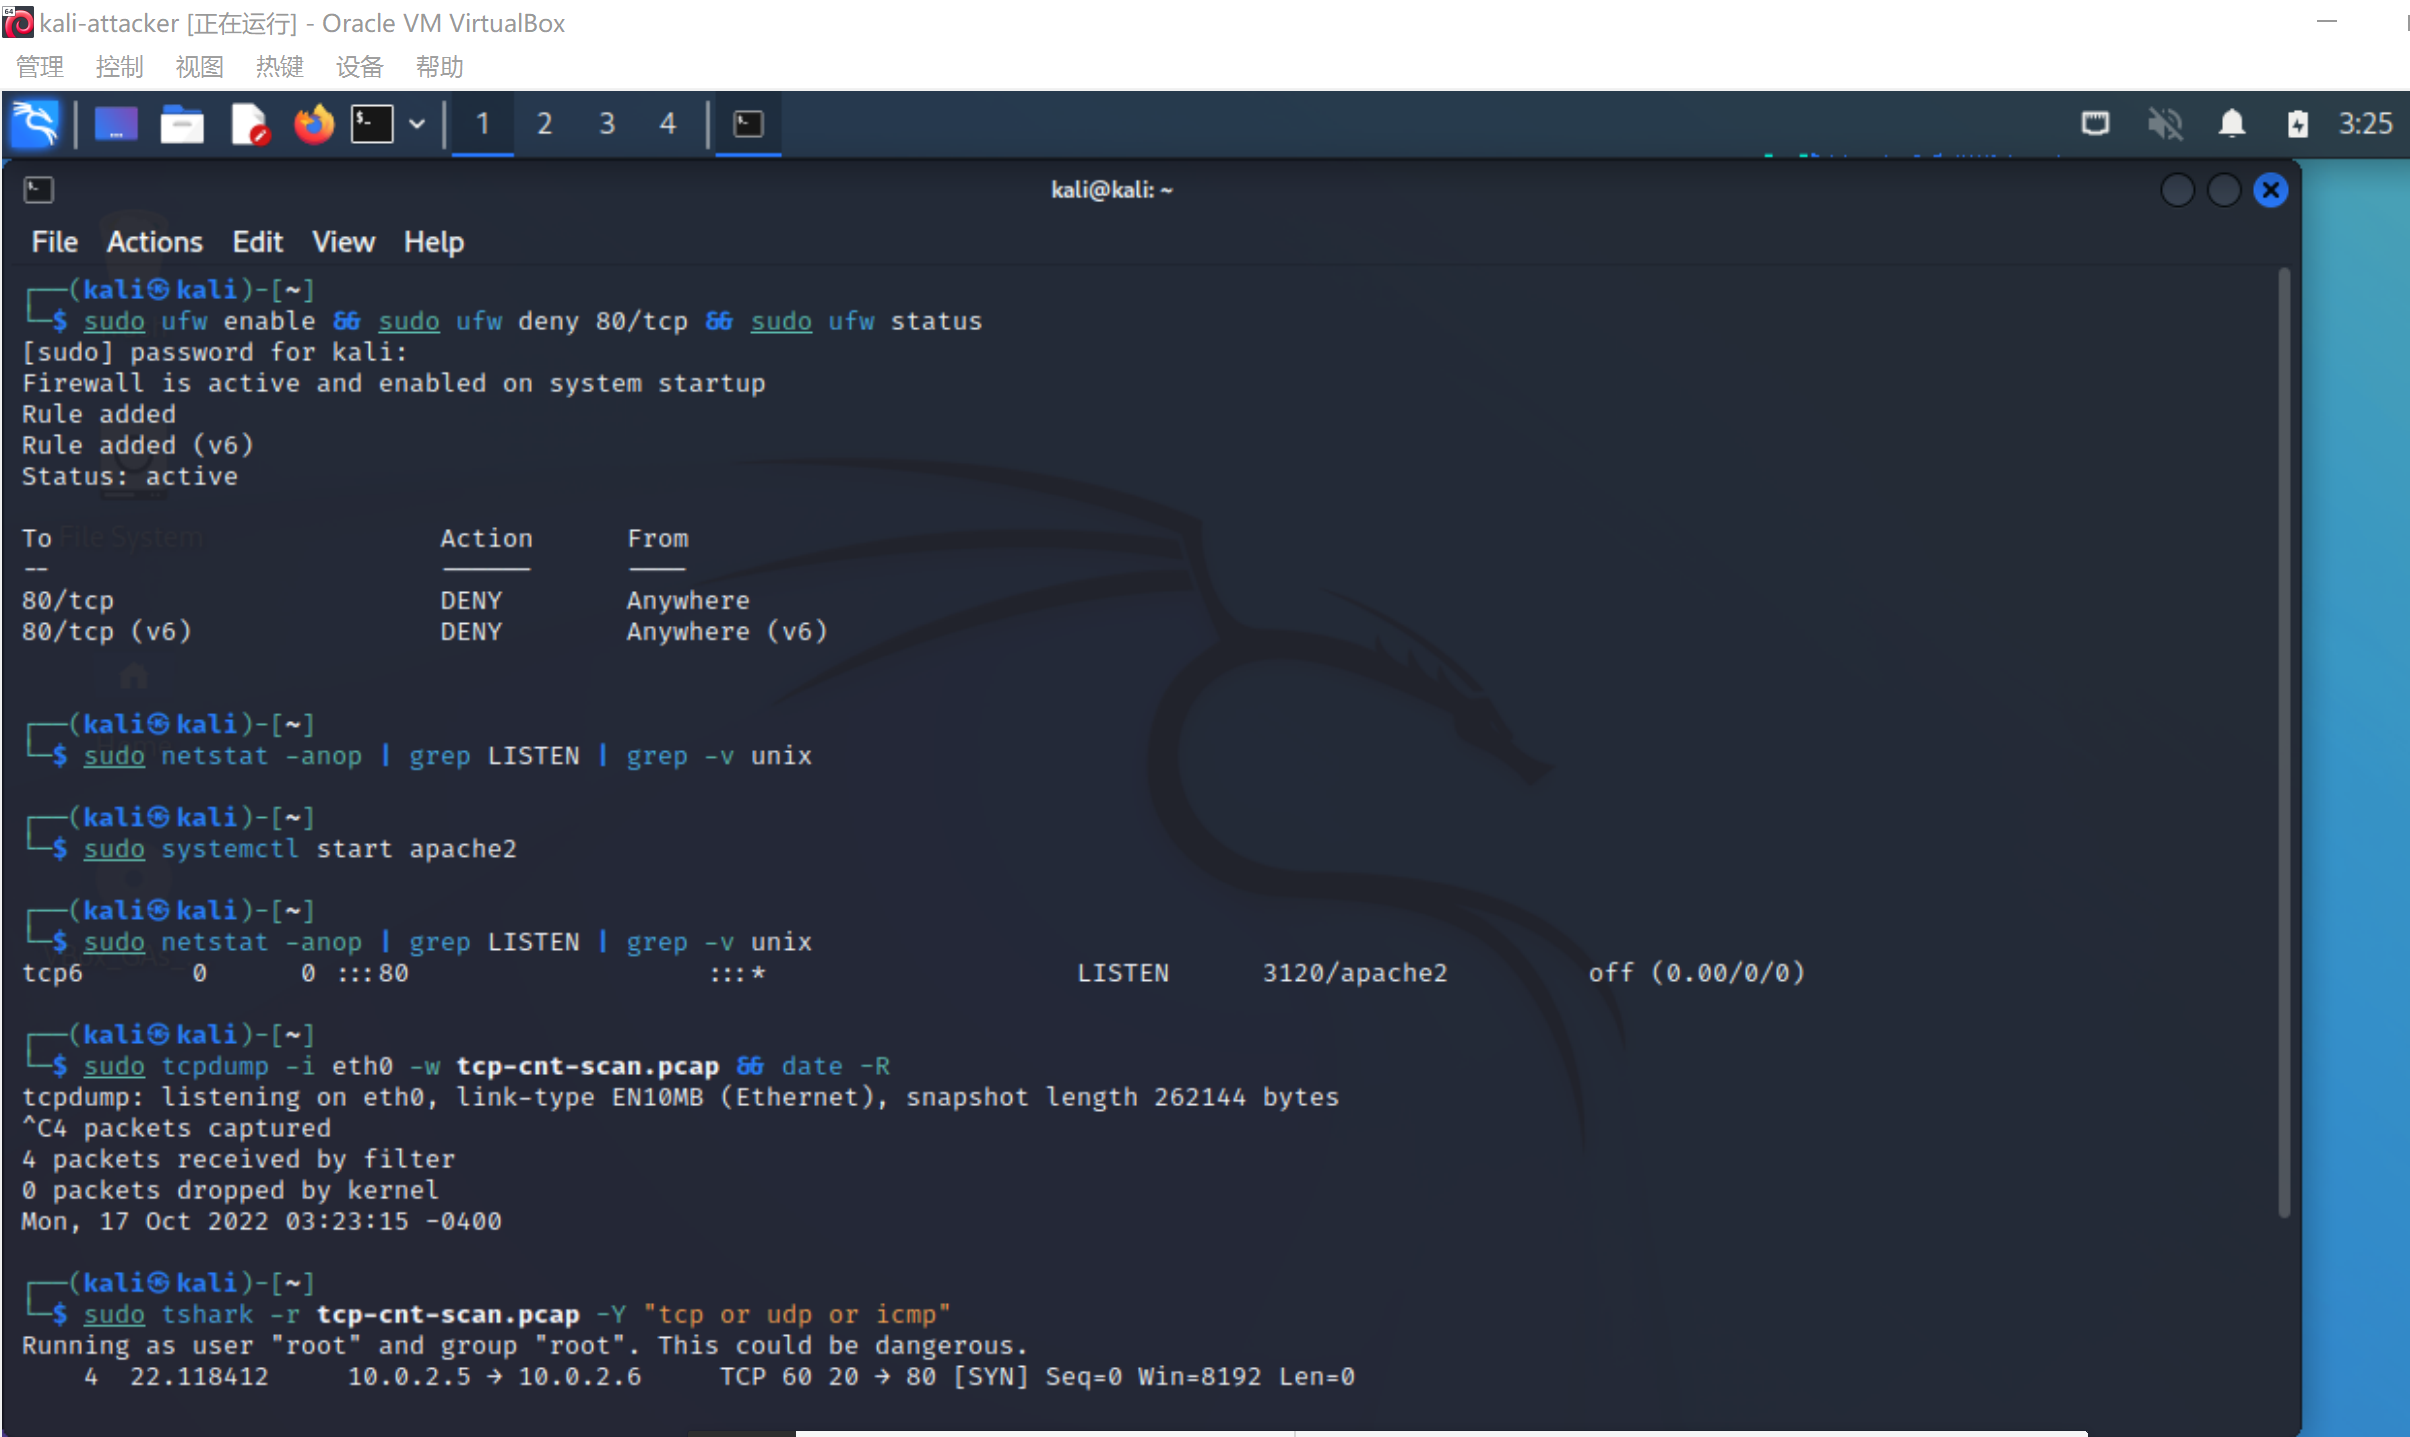 kali-attacker [正在运行] - Oracle VM VirtualBox
管理 控制 视图 热键 设备 帮助
1 2 3 4 3:25
kali@kali: ~
File Actions Edit View Help
┌──(kali㉿kali)-[~]
└─$ sudo ufw enable && sudo ufw deny 80/tcp && sudo ufw status
[sudo] password for kali:
Firewall is active and enabled on system startup
Rule added
Rule added (v6)
Status: active
To Action From
-- ------ ----
80/tcp DENY Anywhere
80/tcp (v6) DENY Anywhere (v6)
┌──(kali㉿kali)-[~]
└─$ sudo netstat -anop | grep LISTEN | grep -v unix
┌──(kali㉿kali)-[~]
└─$ sudo systemctl start apache2
┌──(kali㉿kali)-[~]
└─$ sudo netstat -anop | grep LISTEN | grep -v unix
tcp6 0 0 :::80 :::* LISTEN 3120/apache2 off (0.00/0/0)
┌──(kali㉿kali)-[~]
└─$ sudo tcpdump -i eth0 -w tcp-cnt-scan.pcap && date -R
tcpdump: listening on eth0, link-type EN10MB (Ethernet), snapshot length 262144 bytes
^C4 packets captured
4 packets received by filter
0 packets dropped by kernel
Mon, 17 Oct 2022 03:23:15 -0400
┌──(kali㉿kali)-[~]
└─$ sudo tshark -r tcp-cnt-scan.pcap -Y "tcp or udp or icmp"
Running as user "root" and group "root". This could be dangerous.
4 22.118412 10.0.2.5 → 10.0.2.6 TCP 60 20 → 80 [SYN] Seq=0 Win=8192 Len=0